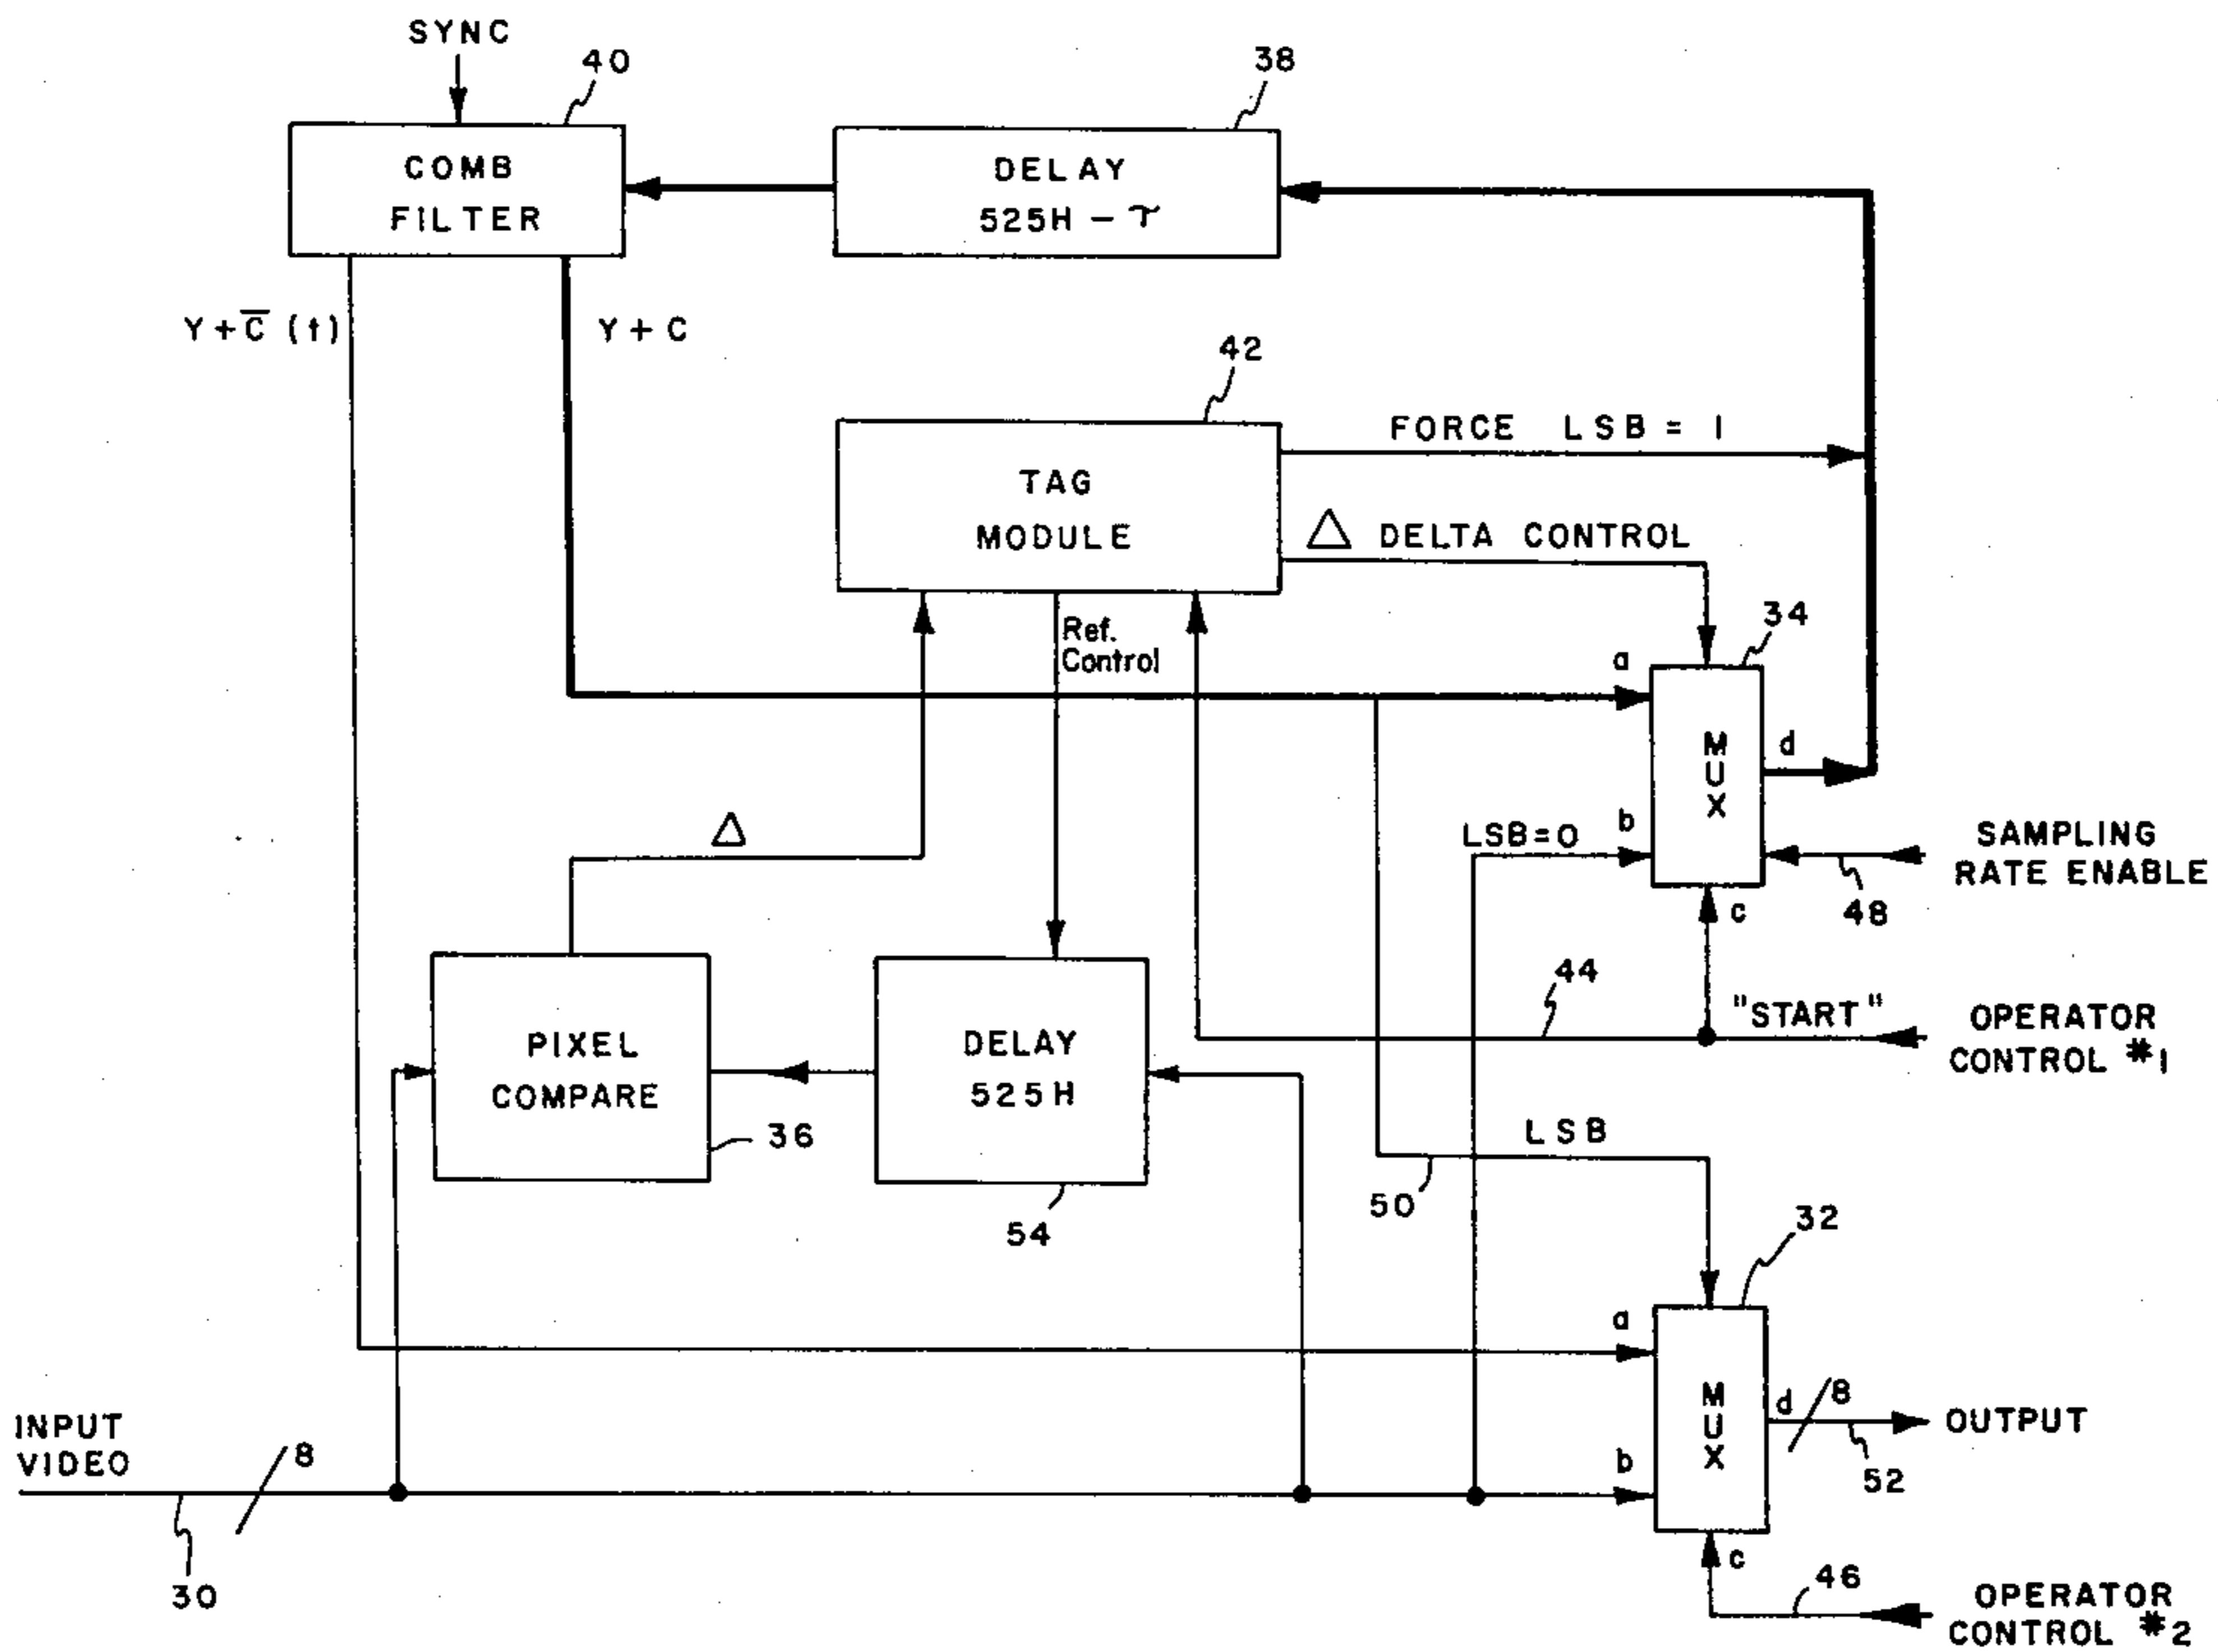 SYNC
40
38
COMB
FILTER
DELAY
525H - τ
Y + C̅ (t)
Y + C
42
FORCE LSB = 1
TAG
MODULE
△ DELTA CONTROL
Ref.
Control
34
a
MUX
d
b
LSB=0
△
SAMPLING
RATE ENABLE
c
48
44
"START"
OPERATOR
CONTROL #1
PIXEL
COMPARE
DELAY
525H
36
LSB
50
54
32
a
MUX
d
8
OUTPUT
52
INPUT
VIDEO
8
b
30
c
46
OPERATOR
CONTROL #2